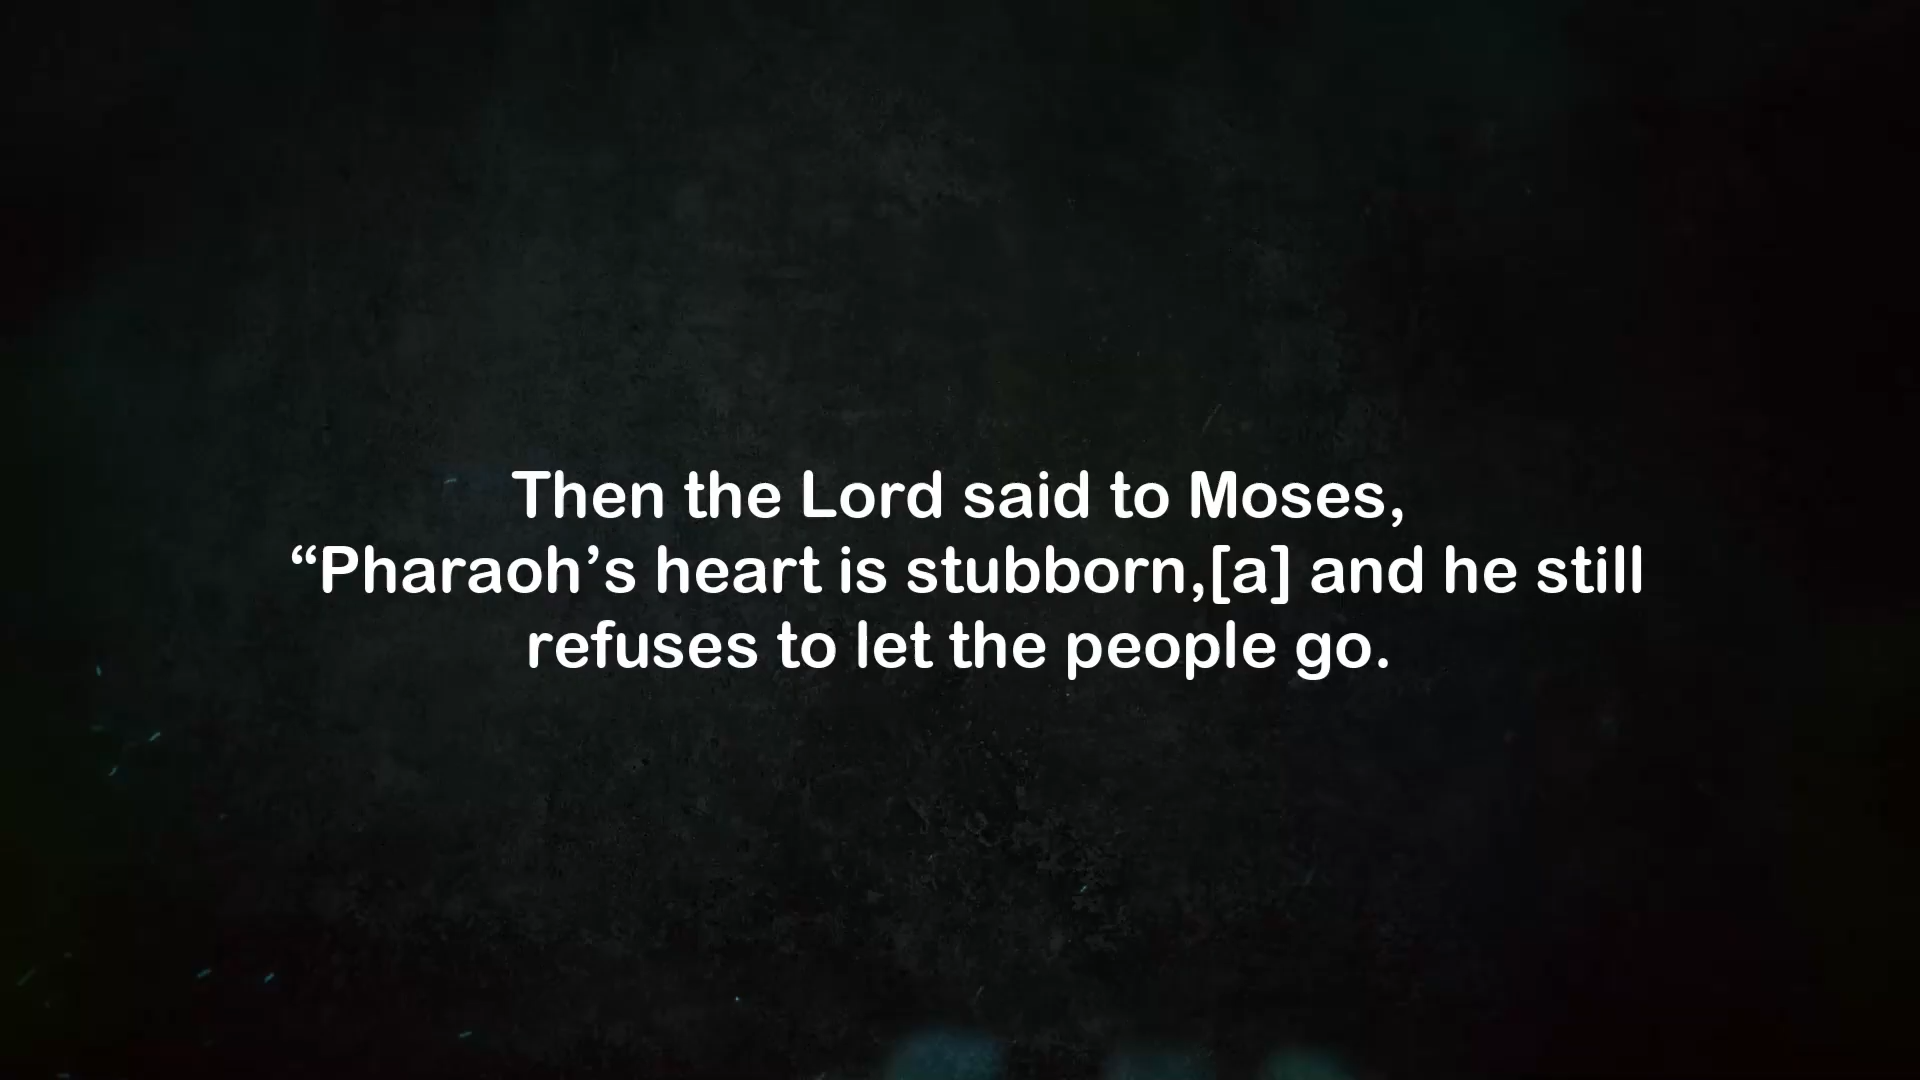 Then the Lord said to Moses,
“Pharaoh’s heart is stubborn,[a] and he still
refuses to let the people go.